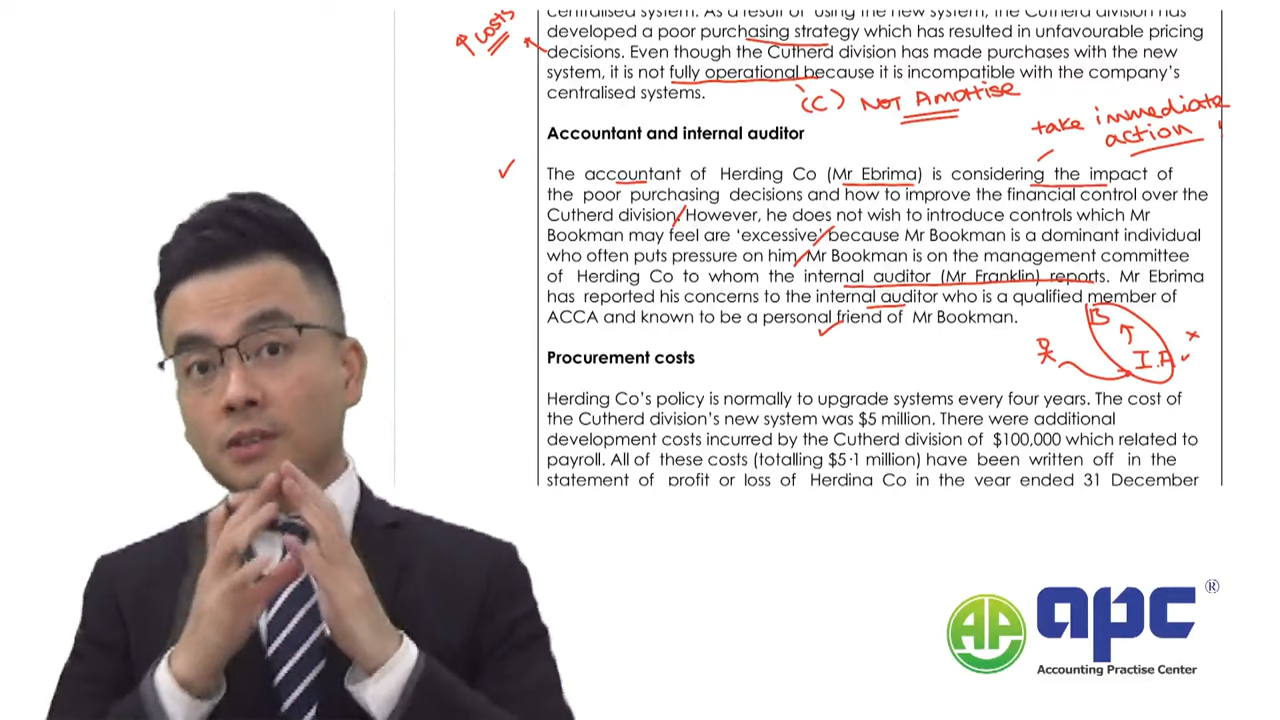 centralised system. As a result of using the new system, the Cutherd division has
developed a poor purchasing strategy which has resulted in unfavourable pricing
decisions. Even though the Cutherd division has made purchases with the new
system, it is not fully operational because it is incompatible with the company's
centralised systems.
↑ costs
(C) NOT Amortise
take immediate
action !
Accountant and internal auditor
The accountant of Herding Co (Mr Ebrima) is considering the impact of
the poor purchasing decisions and how to improve the financial control over the
Cutherd division. However, he does not wish to introduce controls which Mr
Bookman may feel are 'excessive' because Mr Bookman is a dominant individual
who often puts pressure on him. Mr Bookman is on the management committee
of Herding Co to whom the internal auditor (Mr Franklin) reports. Mr Ebrima
has reported his concerns to the internal auditor who is a qualified member of
ACCA and known to be a personal friend of Mr Bookman.
B
↑
I.A
Procurement costs
Herding Co's policy is normally to upgrade systems every four years. The cost of
the Cutherd division's new system was $5 million. There were additional
development costs incurred by the Cutherd division of $100,000 which related to
payroll. All of these costs (totalling $5·1 million) have been written off in the
statement of profit or loss of Herding Co in the year ended 31 December
AP
apc®
Accounting Practise Center